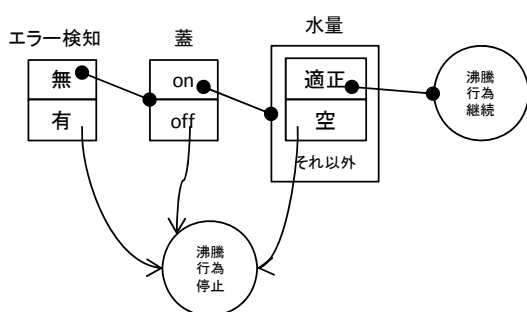 エラー検知
蓋
水量
無
有
on
off
適正
空
それ以外
沸騰
行為
継続
沸騰
行為
停止